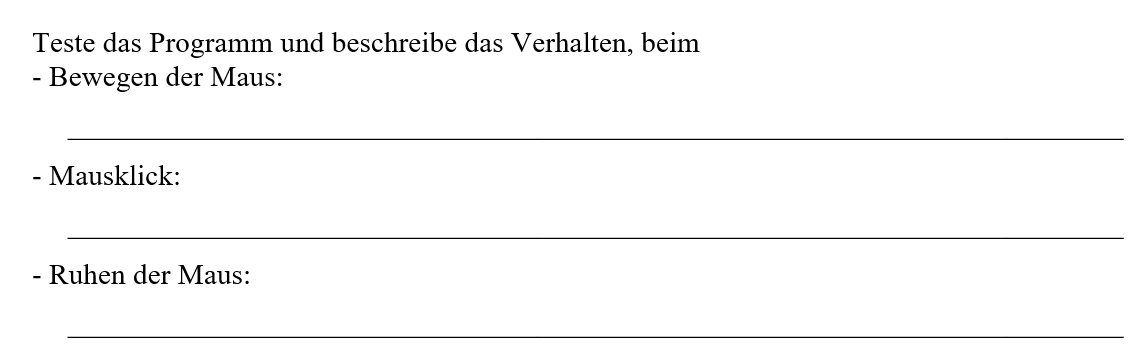 Teste das Programm und beschreibe das Verhalten, beim
- Bewegen der Maus:
- Mausklick:
- Ruhen der Maus: